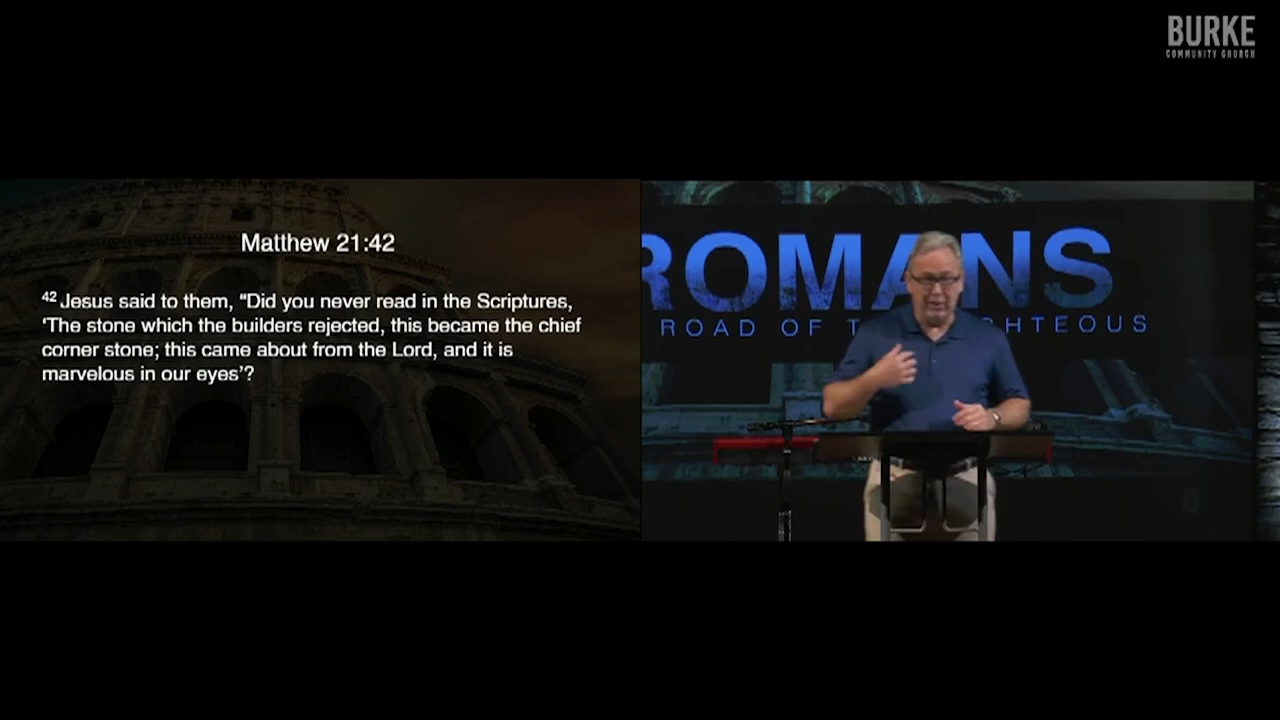 BURKE
COMMUNITY CHURCH
Matthew 21:42
42 Jesus said to them, “Did you never read in the Scriptures,
‘The stone which the builders rejected, this became the chief
corner stone; this came about from the Lord, and it is
marvelous in our eyes’?
ROMANS
ROAD OF T GHTEOUS